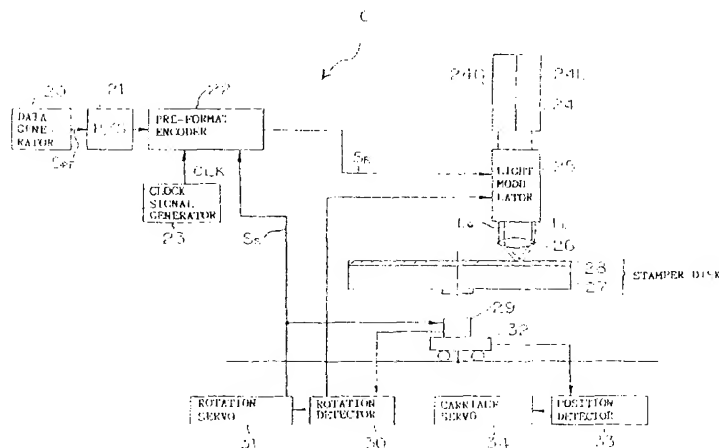 C
24G
24L
24
20
21
22
DATA
GENE-
RATOR
PRE-FORMAT
ENCODER
CLK
CLOCK
SIGNAL
GENERATOR
23
LIGHT
MODU
LATOR
25
26
28
27
STAMPER DISK
29
32
ROTATION
SERVO
ROTATION
DETECTOR
CARRIAGE
SERVO
POSITION
DETECTOR
31
30
34
33